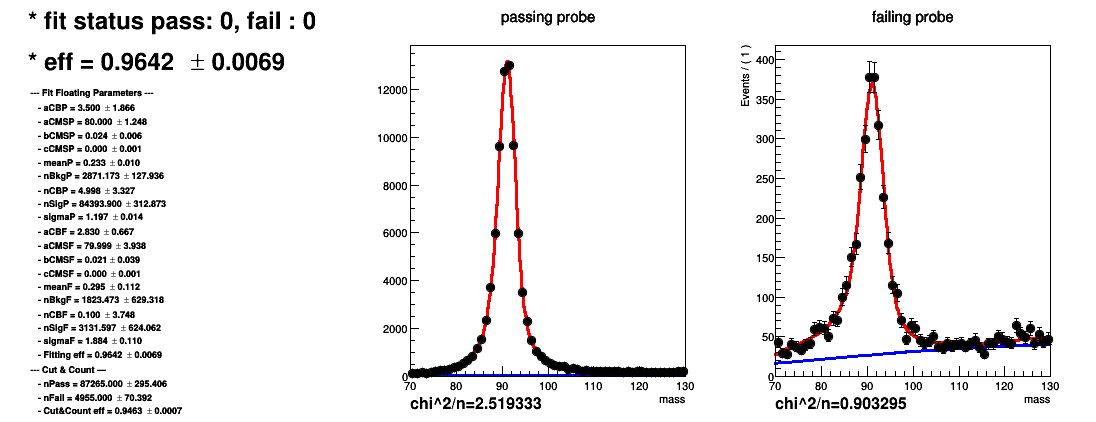 * fit status pass: 0, fail : 0
* eff = 0.9642 ± 0.0069
--- Fit Floating Parameters ---
- aCBP = 3.500 ± 1.866
- aCMSP = 80.000 ± 1.248
- bCMSP = 0.024 ± 0.006
- cCMSP = 0.000 ± 0.001
- meanP = 0.233 ± 0.010
- nBkgP = 2871.173 ± 127.936
- nCBP = 4.998 ± 3.327
- nSigP = 84393.900 ± 312.873
- sigmaP = 1.197 ± 0.014
- aCBF = 2.830 ± 0.667
- aCMSF = 79.999 ± 3.938
- bCMSF = 0.021 ± 0.039
- cCMSF = 0.000 ± 0.001
- meanF = 0.295 ± 0.112
- nBkgF = 1823.473 ± 629.318
- nCBF = 0.100 ± 3.748
- nSigF = 3131.597 ± 624.062
- sigmaF = 1.884 ± 0.110
- Fitting eff = 0.9642 ± 0.0069
--- Cut & Count ---
- nPass = 87265.000 ± 295.406
- nFail = 4955.000 ± 70.392
- Cut&Count eff = 0.9463 ± 0.0007
passing probe
12000
10000
8000
6000
4000
2000
0
70 80 90 100 110 120 130
mass
chi^2/n=2.519333
failing probe
Events / ( 1 )
400
350
300
250
200
150
100
50
0
70 80 90 100 110 120 130
mass
chi^2/n=0.903295